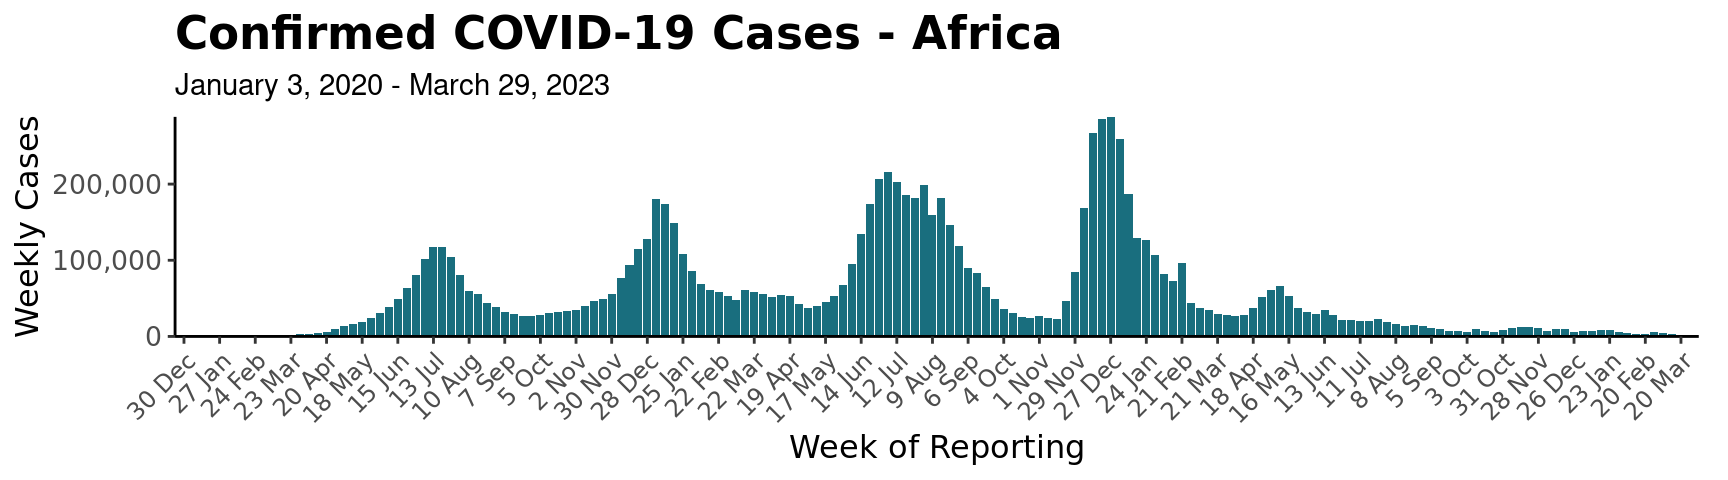 Confirmed COVID-19 Cases - Africa
January 3, 2020 - March 29, 2023
Weekly Cases
200,000
100,000
0
30 Dec
27 Jan
24 Feb
23 Mar
20 Apr
18 May
15 Jun
13 Jul
10 Aug
7 Sep
5 Oct
2 Nov
30 Nov
28 Dec
25 Jan
22 Feb
22 Mar
19 Apr
17 May
14 Jun
12 Jul
9 Aug
6 Sep
4 Oct
1 Nov
29 Nov
27 Dec
24 Jan
21 Feb
21 Mar
18 Apr
16 May
13 Jun
11 Jul
8 Aug
5 Sep
3 Oct
31 Oct
28 Nov
26 Dec
23 Jan
20 Feb
20 Mar
Week of Reporting